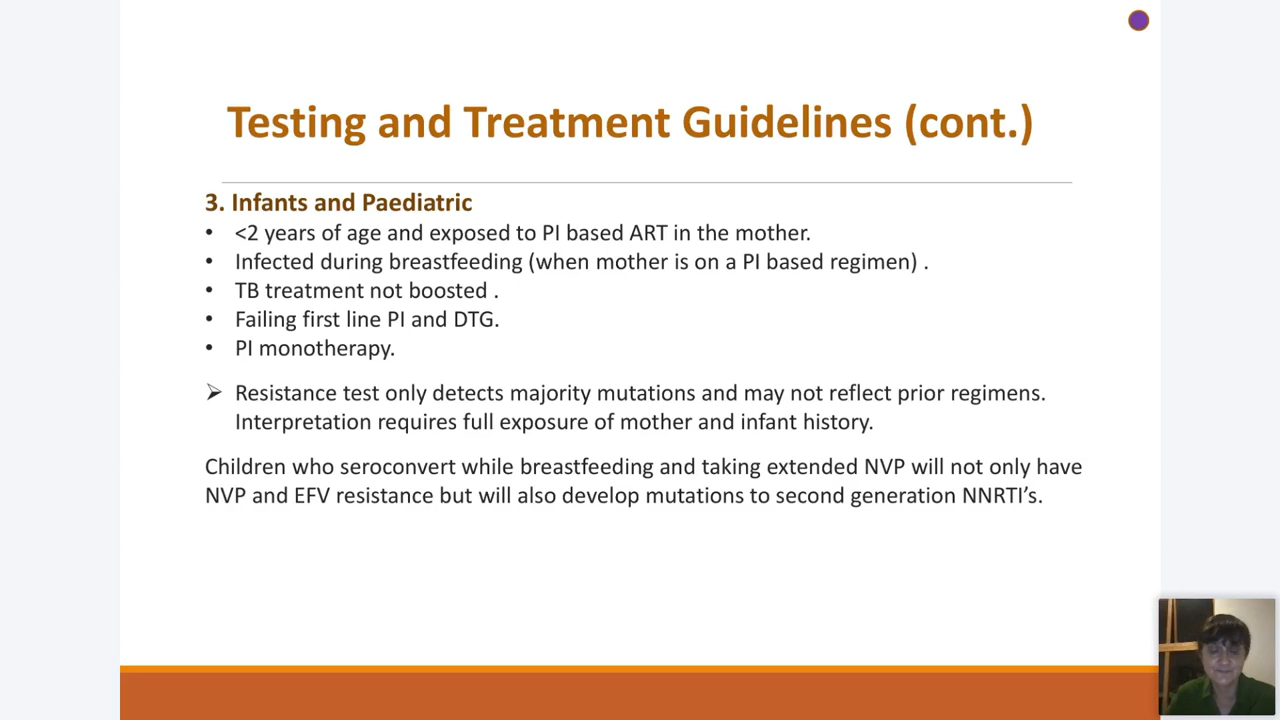 Testing and Treatment Guidelines (cont.)
3. Infants and Paediatric
• <2 years of age and exposed to PI based ART in the mother.
• Infected during breastfeeding (when mother is on a PI based regimen) .
• TB treatment not boosted .
• Failing first line PI and DTG.
• PI monotherapy.
➢ Resistance test only detects majority mutations and may not reflect prior regimens.
Interpretation requires full exposure of mother and infant history.
Children who seroconvert while breastfeeding and taking extended NVP will not only have
NVP and EFV resistance but will also develop mutations to second generation NNRTI’s.